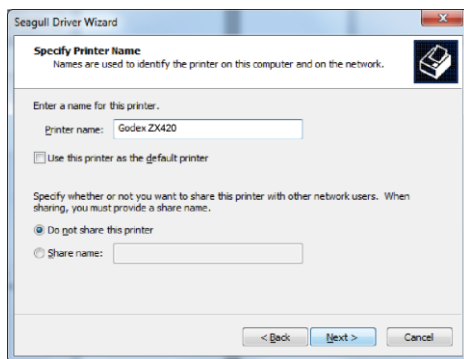 Seagull Driver Wizard
Specify Printer Name
Names are used to identify the printer on this computer and on the network.
Enter a name for this printer.
Printer name: Godex ZX420
Use this printer as the default printer
Specify whether or not you want to share this printer with other network users. When
sharing, you must provide a share name.
Do not share this printer
Share name:
< Back Next > Cancel